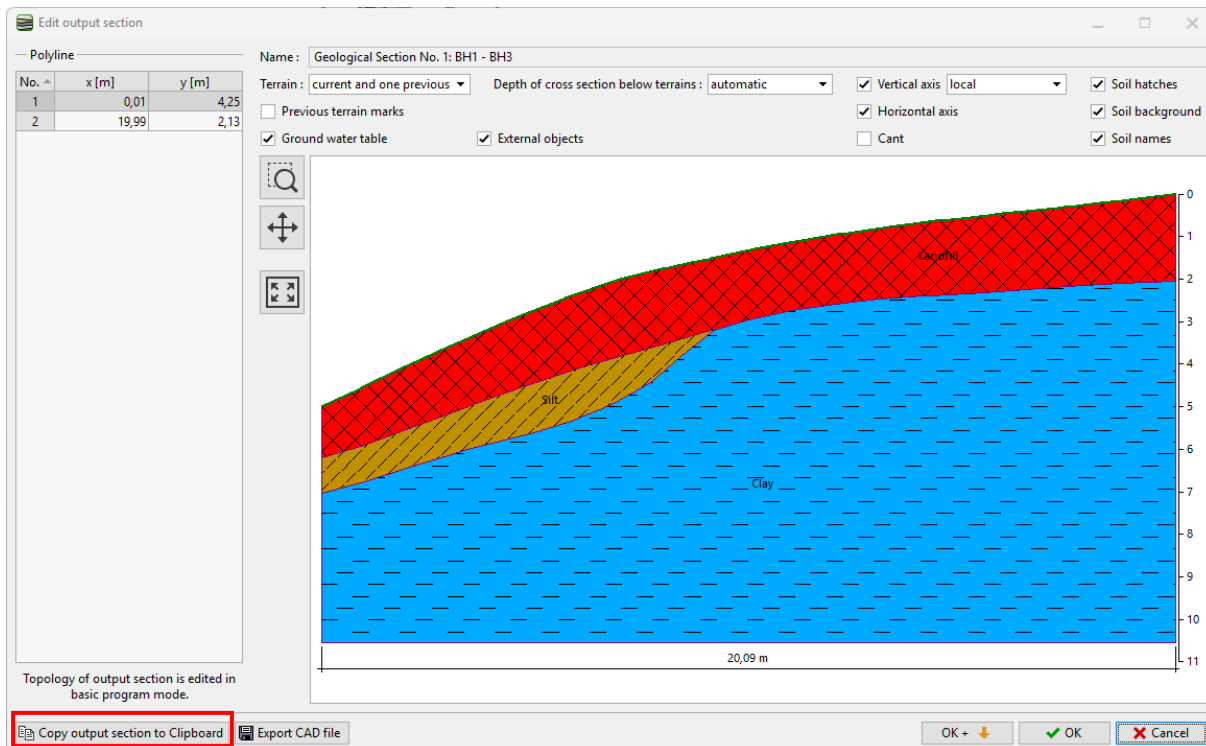 Edit output section
Polyline
No. x [m] y [m]
1 0,01 4,25
2 19,99 2,13
Topology of output section is edited in
basic program mode.
Name : Geological Section No. 1: BH1 - BH3
Terrain : current and one previous Depth of cross section below terrains : automatic Vertical axis local Soil hatches
Previous terrain marks Horizontal axis Soil background
Ground water table External objects Cant Soil names
0
1
Landfill
2
3
4
Silt
5
6
Clay
7
8
9
10
20,09 m
11
Copy output section to Clipboard Export CAD file OK + OK Cancel